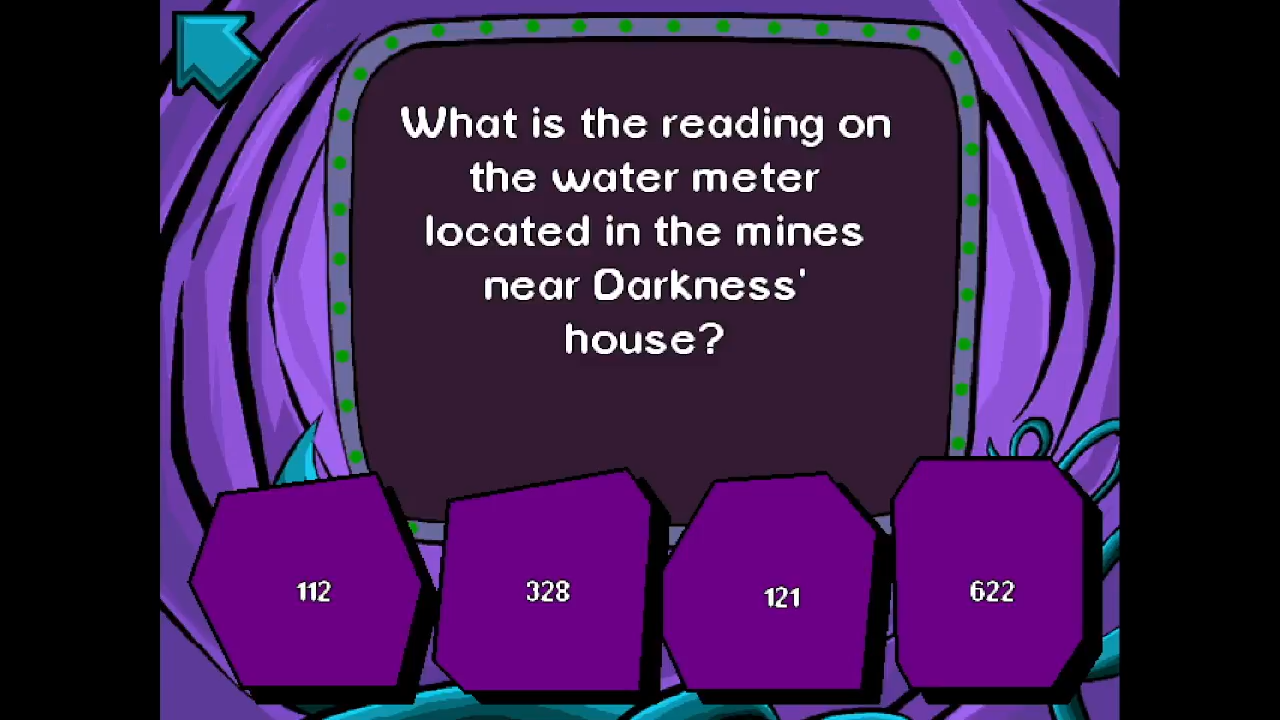 What is the reading on
the water meter
located in the mines
near Darkness'
house?
112
328
121
622